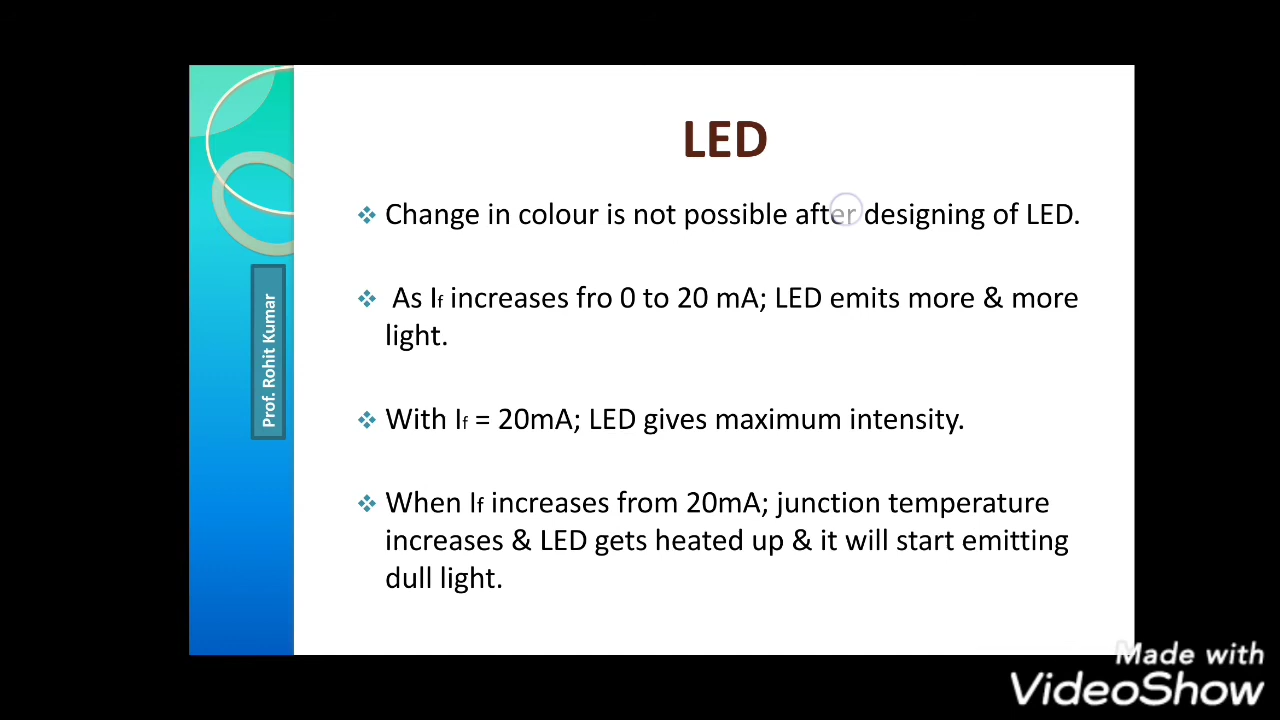 LED
Change in colour is not possible after designing of LED.
As If increases fro 0 to 20 mA; LED emits more & more
light.
With If = 20mA; LED gives maximum intensity.
When If increases from 20mA; junction temperature
increases & LED gets heated up & it will start emitting
dull light.
Prof. Rohit Kumar
Made with
VideoShow